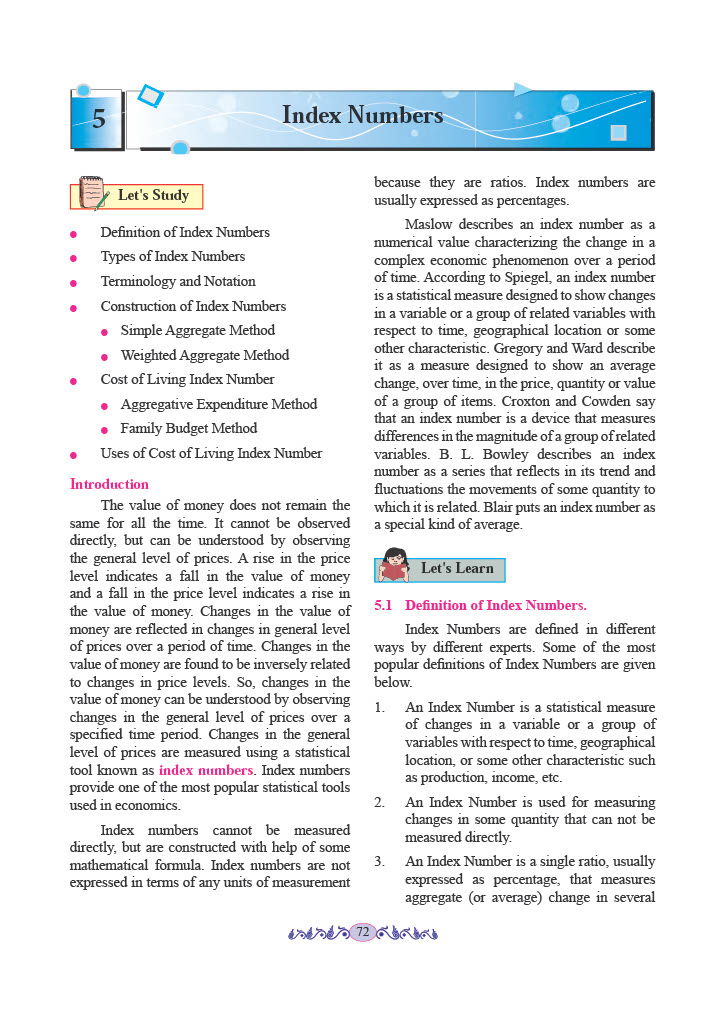 5
Index Numbers
Let's Study
• Definition of Index Numbers
• Types of Index Numbers
• Terminology and Notation
• Construction of Index Numbers
• Simple Aggregate Method
• Weighted Aggregate Method
• Cost of Living Index Number
• Aggregative Expenditure Method
• Family Budget Method
• Uses of Cost of Living Index Number
Introduction
The value of money does not remain the
same for all the time. It cannot be observed
directly, but can be understood by observing
the general level of prices. A rise in the price
level indicates a fall in the value of money
and a fall in the price level indicates a rise in
the value of money. Changes in the value of
money are reflected in changes in general level
of prices over a period of time. Changes in the
value of money are found to be inversely related
to changes in price levels. So, changes in the
value of money can be understood by observing
changes in the general level of prices over a
specified time period. Changes in the general
level of prices are measured using a statistical
tool known as index numbers. Index numbers
provide one of the most popular statistical tools
used in economics.
Index numbers cannot be measured
directly, but are constructed with help of some
mathematical formula. Index numbers are not
expressed in terms of any units of measurement
because they are ratios. Index numbers are
usually expressed as percentages.
Maslow describes an index number as a
numerical value characterizing the change in a
complex economic phenomenon over a period
of time. According to Spiegel, an index number
is a statistical measure designed to show changes
in a variable or a group of related variables with
respect to time, geographical location or some
other characteristic. Gregory and Ward describe
it as a measure designed to show an average
change, over time, in the price, quantity or value
of a group of items. Croxton and Cowden say
that an index number is a device that measures
differences in the magnitude of a group of related
variables. B. L. Bowley describes an index
number as a series that reflects in its trend and
fluctuations the movements of some quantity to
which it is related. Blair puts an index number as
a special kind of average.
Let's Learn
5.1 Definition of Index Numbers.
Index Numbers are defined in different
ways by different experts. Some of the most
popular definitions of Index Numbers are given
below.
1. An Index Number is a statistical measure
of changes in a variable or a group of
variables with respect to time, geographical
location, or some other characteristic such
as production, income, etc.
2. An Index Number is used for measuring
changes in some quantity that can not be
measured directly.
3. An Index Number is a single ratio, usually
expressed as percentage, that measures
aggregate (or average) change in several
72